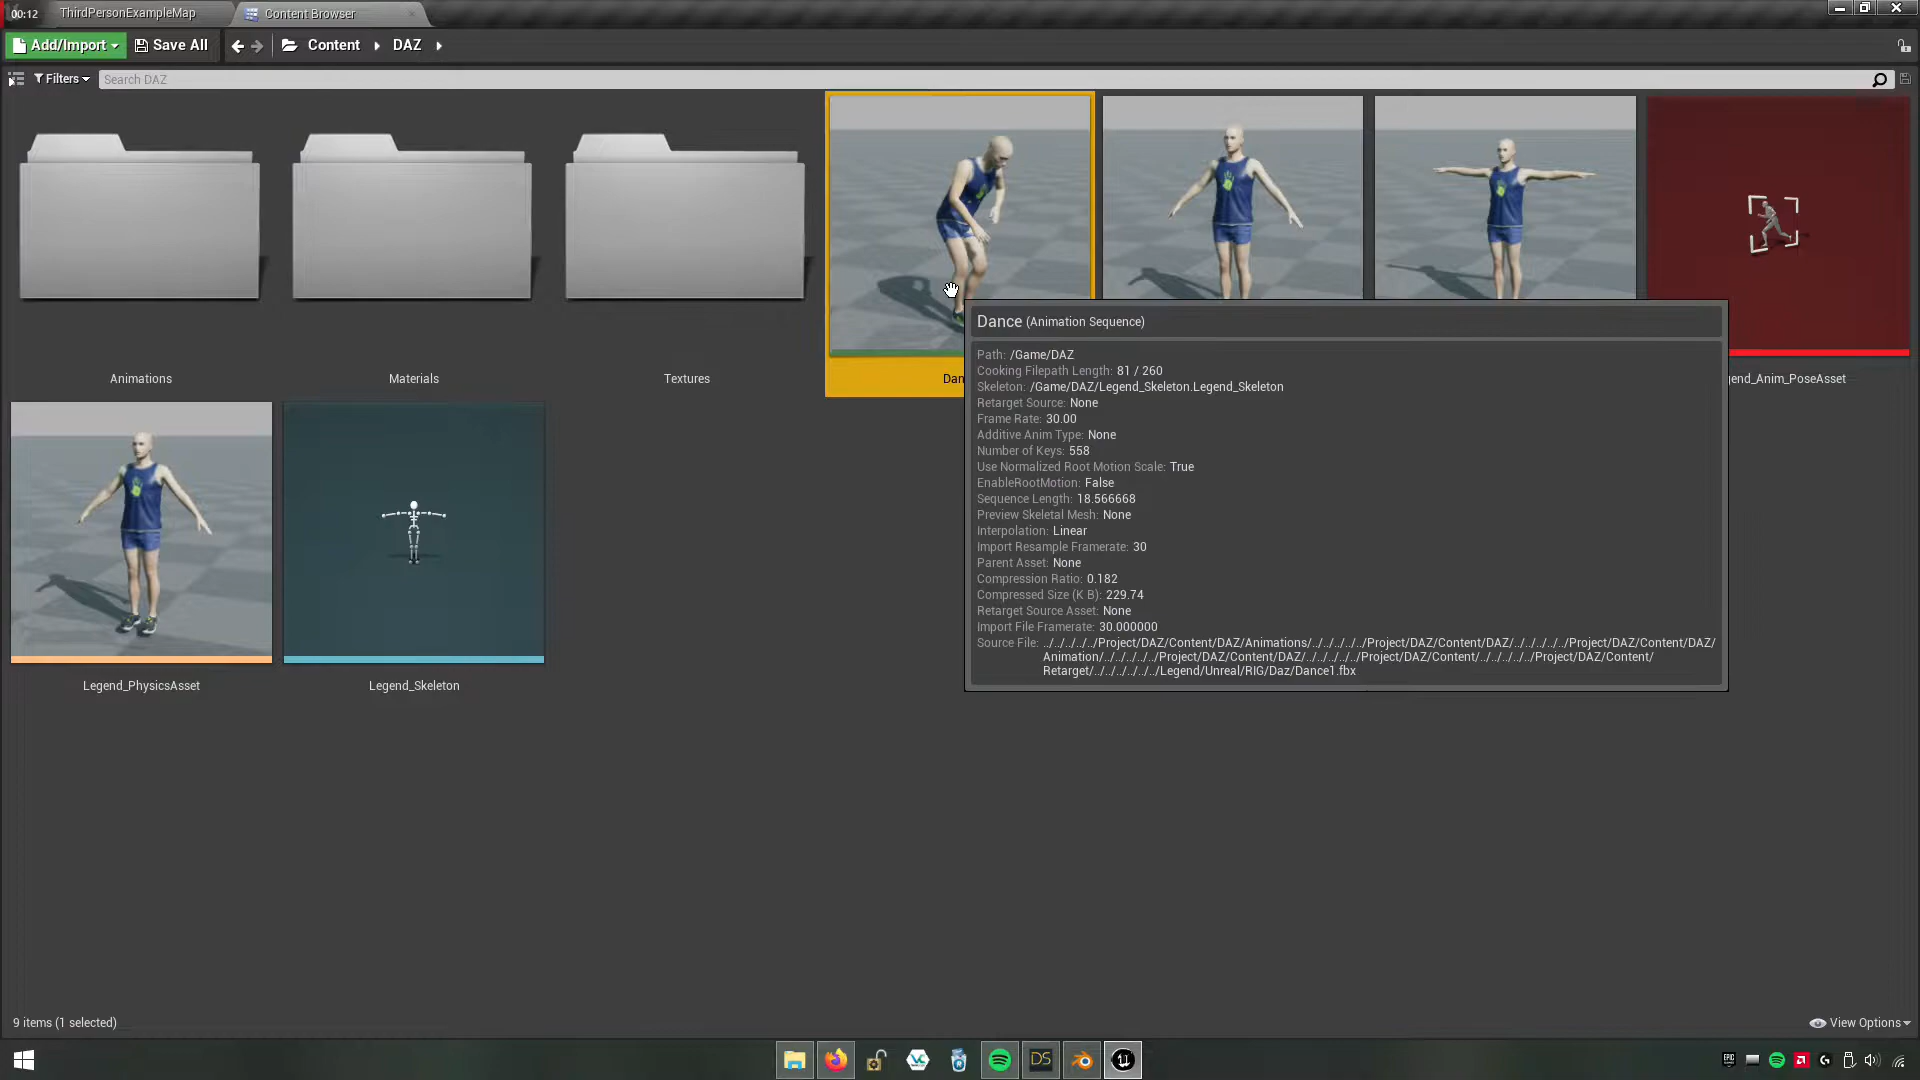 00:12
ThirdPersonExampleMap
Content Browser
Add/Import
Save All
Content
DAZ
Filters
Search DAZ
Animations
Materials
Textures
Dan
end_Anim_PoseAsset
Dance (Animation Sequence)
Path: /Game/DAZ
Cooking Filepath Length: 81 / 260
Skeleton: /Game/DAZ/Legend_Skeleton.Legend_Skeleton
Retarget Source: None
Frame Rate: 30.00
Additive Anim Type: None
Number of Keys: 558
Use Normalized Root Motion Scale: True
EnableRootMotion: False
Sequence Length: 18.566668
Preview Skeletal Mesh: None
Interpolation: Linear
Import Resample Framerate: 30
Parent Asset: None
Compression Ratio: 0.182
Compressed Size (K B): 229.74
Retarget Source Asset: None
Import File Framerate: 30.000000
Source File: ../../../../../Project/DAZ/Content/DAZ/Animations/../../../../../Project/DAZ/Content/DAZ/../../../../../Project/DAZ/Content/DAZ/
Animation/../../../../../Project/DAZ/Content/DAZ/../../../../../Project/DAZ/Content/../../../../../Project/DAZ/Content/
Retarget/../../../../../../Legend/Unreal/RIG/Daz/Dance1.fbx
Legend_PhysicsAsset
Legend_Skeleton
9 items (1 selected)
View Options
DS
EPIC